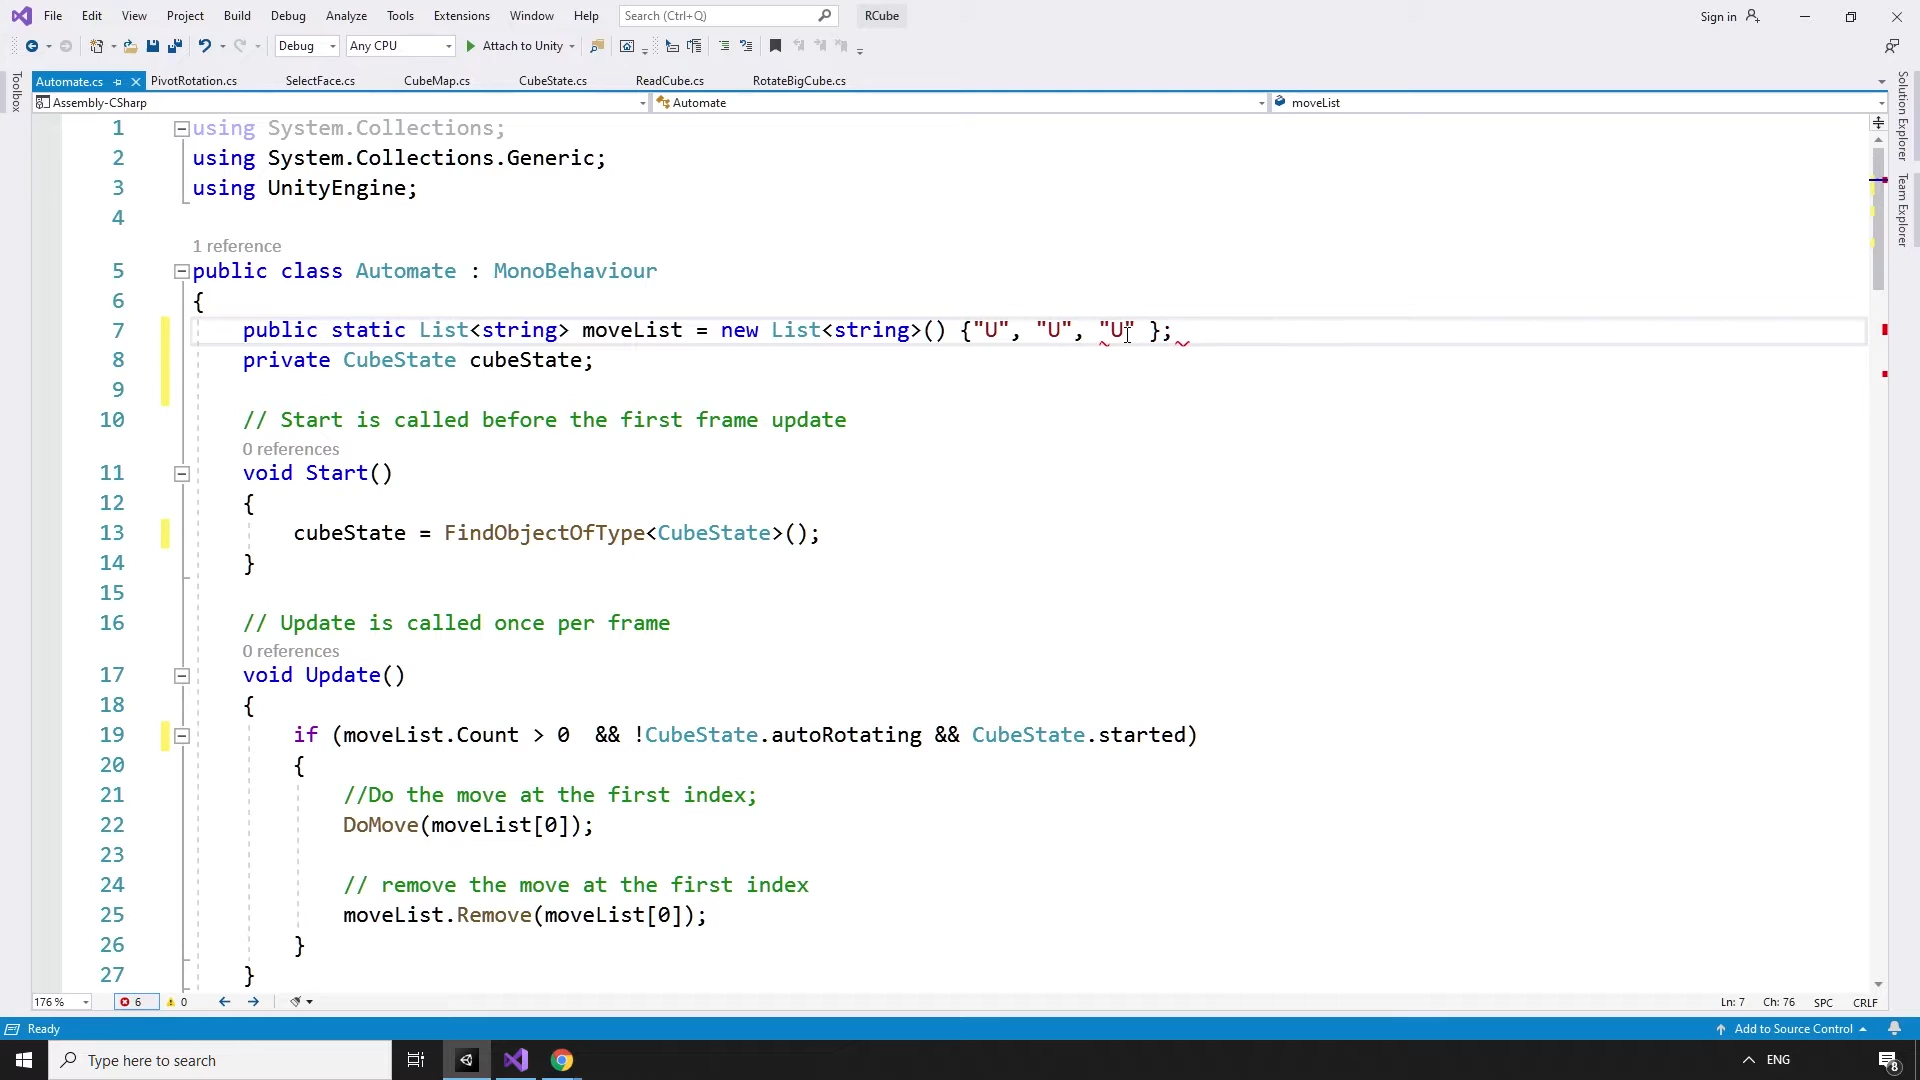 File Edit View Project Build Debug Analyze Tools Extensions Window Help Search (Ctrl+Q) RCube Sign in
Debug Any CPU Attach to Unity
Automate.cs PivotRotation.cs SelectFace.cs CubeMap.cs CubeState.cs ReadCube.cs RotateBigCube.cs
Assembly-CSharp Automate moveList
Toolbox
Solution Explorer
Team Explorer
1 using System.Collections;
2 using System.Collections.Generic;
3 using UnityEngine;
4
1 reference
5 public class Automate : MonoBehaviour
6 {
7 public static List<string> moveList = new List<string>() {"U", "U", "U" };
8 private CubeState cubeState;
9
10 // Start is called before the first frame update
0 references
11 void Start()
12 {
13 cubeState = FindObjectOfType<CubeState>();
14 }
15
16 // Update is called once per frame
0 references
17 void Update()
18 {
19 if (moveList.Count > 0  && !CubeState.autoRotating && CubeState.started)
20 {
21 //Do the move at the first index;
22 DoMove(moveList[0]);
23
24 // remove the move at the first index
25 moveList.Remove(moveList[0]);
26 }
27 }
176 % 6 0 Ln: 7 Ch: 76 SPC CRLF
Ready Add to Source Control
Type here to search ENG 8